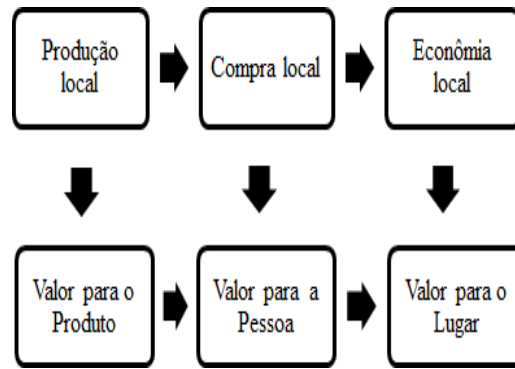 Produção
local
Compra local
Econômia
local
Valor para o
Produto
Valor para a
Pessoa
Valor para o
Lugar